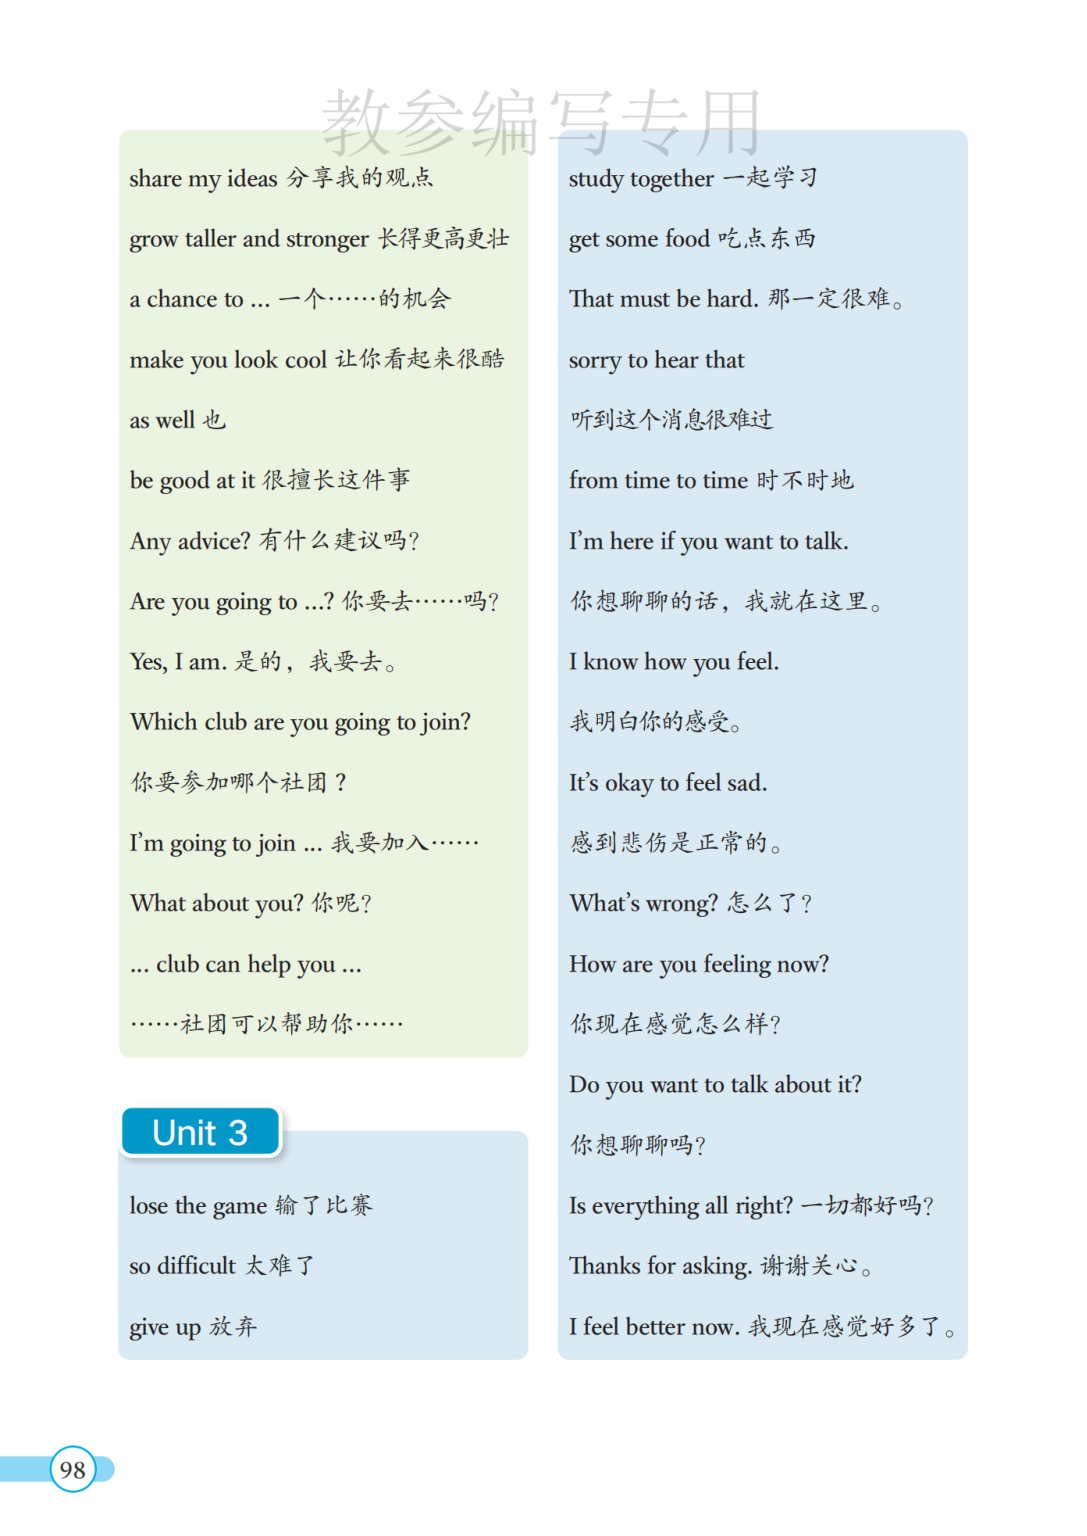 教参编写专用
share my ideas 分享我的观点
grow taller and stronger 长得更高更壮
a chance to ... 一个……的机会
make you look cool 让你看起来很酷
as well 也
be good at it 很擅长这件事
Any advice? 有什么建议吗？
Are you going to ...? 你要去……吗？
Yes, I am. 是的，我要去。
Which club are you going to join?
你要参加哪个社团？
I'm going to join ... 我要加入……
What about you? 你呢？
... club can help you ...
……社团可以帮助你……
Unit 3
lose the game 输了比赛
so difficult 太难了
give up 放弃
study together 一起学习
get some food 吃点东西
That must be hard. 那一定很难。
sorry to hear that
听到这个消息很难过
from time to time 时不时地
I'm here if you want to talk.
你想聊聊的话，我就在这里。
I know how you feel.
我明白你的感受。
It's okay to feel sad.
感到悲伤是正常的。
What's wrong? 怎么了？
How are you feeling now?
你现在感觉怎么样？
Do you want to talk about it?
你想聊聊吗？
Is everything all right? 一切都好吗？
Thanks for asking. 谢谢关心。
I feel better now. 我现在感觉好多了。
98